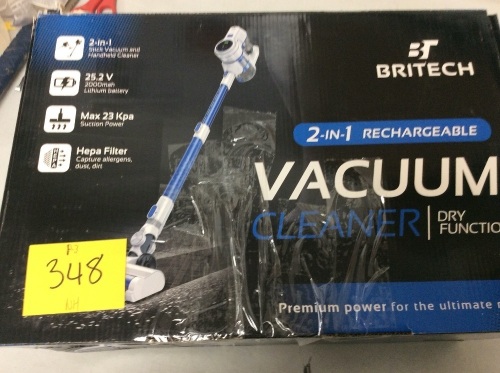 2-in-1
Stick Vacuum and
Handheld Cleaner
25.2 V
2000mah
Lithium battery
Max 23 Kpa
Suction Power
Hepa Filter
Capture allergens,
dust, dirt
BT
BRITECH
2-IN-1 RECHARGEABLE
VACUUM
CLEANER
DRY
FUNCTIO
348
Premium power for the ultimate